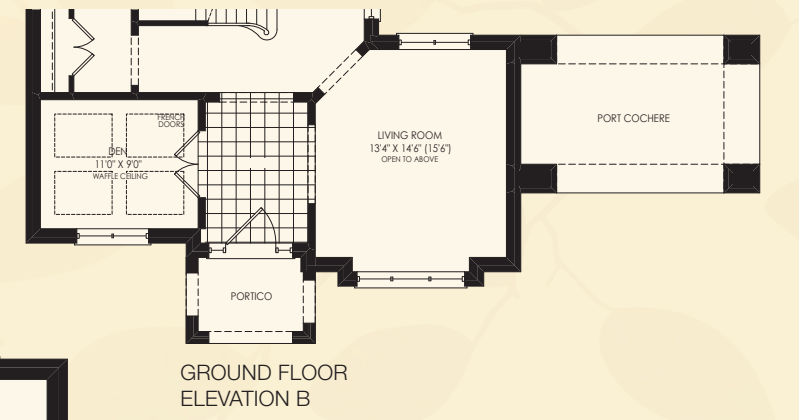 FRENCH
DOORS
DEN
11'0" X 9'0"
WAFFLE CEILING
LIVING ROOM
13'4" X 14'6" (15'6")
OPEN TO ABOVE
PORT COCHERE
PORTICO
GROUND FLOOR
ELEVATION B